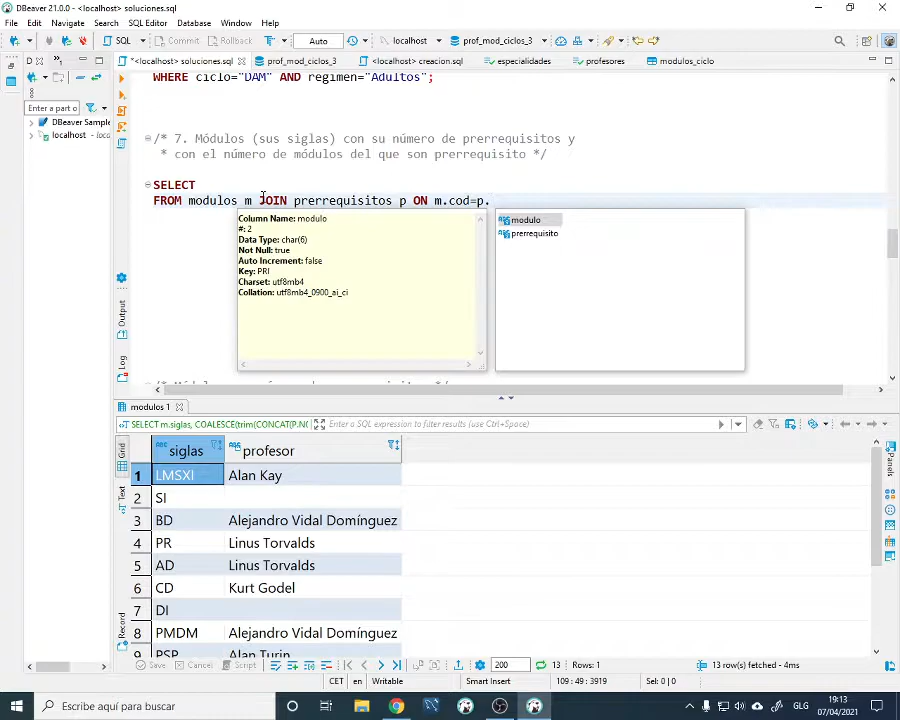 DBeaver 21.0.0 - <localhost> soluciones.sql
File Edit Navigate Search SQL Editor Database Window Help
SQL Commit Rollback Auto localhost prof_mod_ciclos_3
D *<localhost> soluciones.sql prof_mod_ciclos_3 <localhost> creacion.sql especialidades profesores modulos_ciclo
WHERE ciclo="DAM" AND regimen="Adultos";
Enter a part o
DBeaver Sample
localhost
/* 7. Módulos (sus siglas) con su número de prerrequisitos y
* con el número de módulos del que son prerrequisito */
SELECT
FROM modulos m JOIN prerrequisitos p ON m.cod=p.
Column Name: modulo
#: 2
Data Type: char(6)
Not Null: true
Auto Increment: false
Key: PRI
Charset: utf8mb4
Collation: utf8mb4_0900_ai_ci
modulo
prerrequisito
Output
Log
modulos 1
SELECT m.siglas, COALESCE(trim(CONCAT(P.N( Enter a SQL expression to filter results (use Ctrl+Space)
Grid
Text
Record
Panels
siglas profesor
1 LMSXI Alan Kay
2 SI
3 BD Alejandro Vidal Domínguez
4 PR Linus Torvalds
5 AD Linus Torvalds
6 CD Kurt Godel
7 DI
8 PMDM Alejandro Vidal Domínguez
9 PSP Alan Turin
Save Cancel Script 200 13 Rows: 1 13 row(s) fetched - 4ms
CET en Writable Smart Insert 109 : 49 : 3919 Sel: 0 | 0
Escribe aquí para buscar
GLG
19:13
07/04/2021